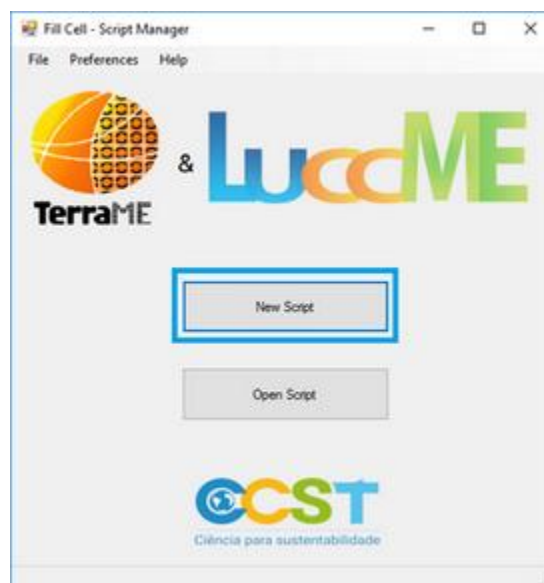 Fill Cell - Script Manager
File Preferences Help
TerraME & LuccME
New Script
Open Script
CCST
Ciência para sustentabilidade